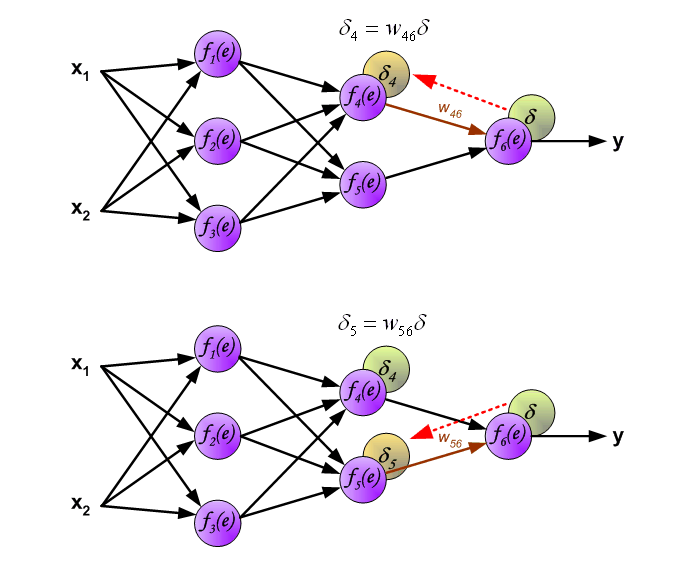 δ₄ = w₄₆δ
f₁(e)
δ₄
x₁
f₄(e)
w₄₆
δ
f₂(e)
f₆(e)
y
f₅(e)
x₂
f₃(e)
δ₅ = w₅₆δ
f₁(e)
x₁
δ₄
f₄(e)
δ
f₂(e)
w₅₆
f₆(e)
y
δ₅
f₅(e)
x₂
f₃(e)